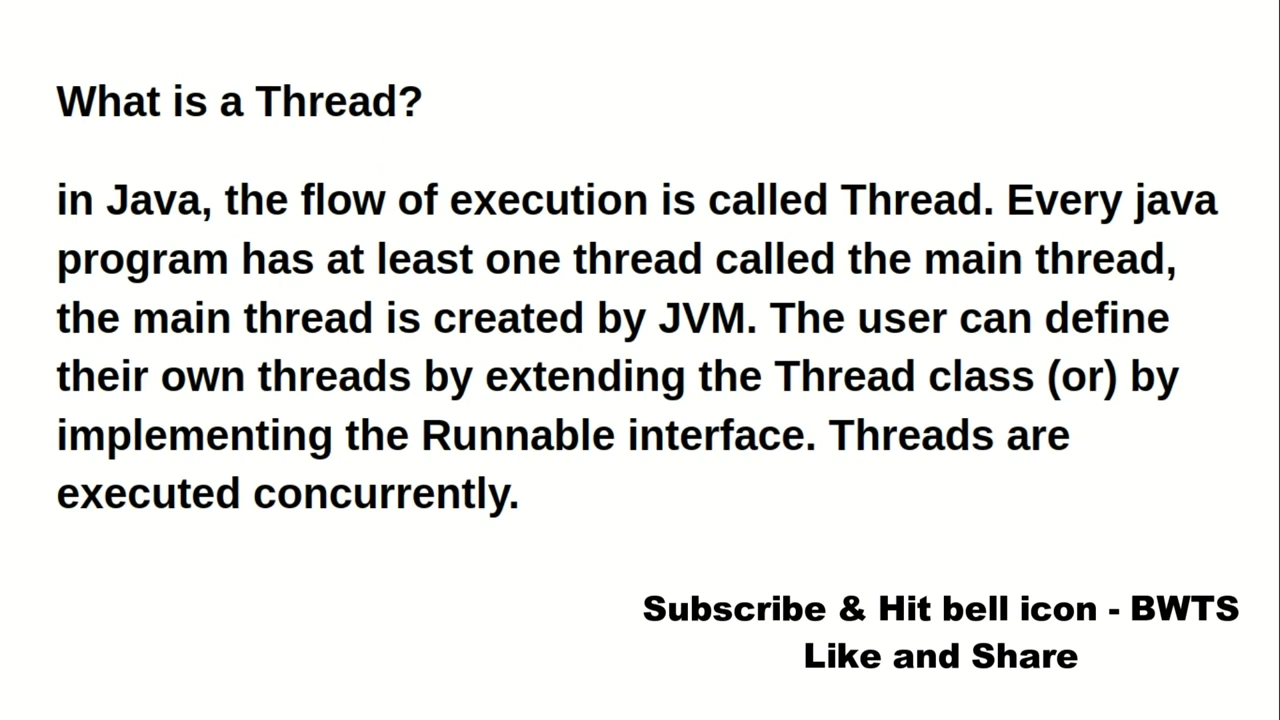 What is a Thread?
in Java, the flow of execution is called Thread. Every java
program has at least one thread called the main thread,
the main thread is created by JVM. The user can define
their own threads by extending the Thread class (or) by
implementing the Runnable interface. Threads are
executed concurrently.
Subscribe & Hit bell icon - BWTS
Like and Share